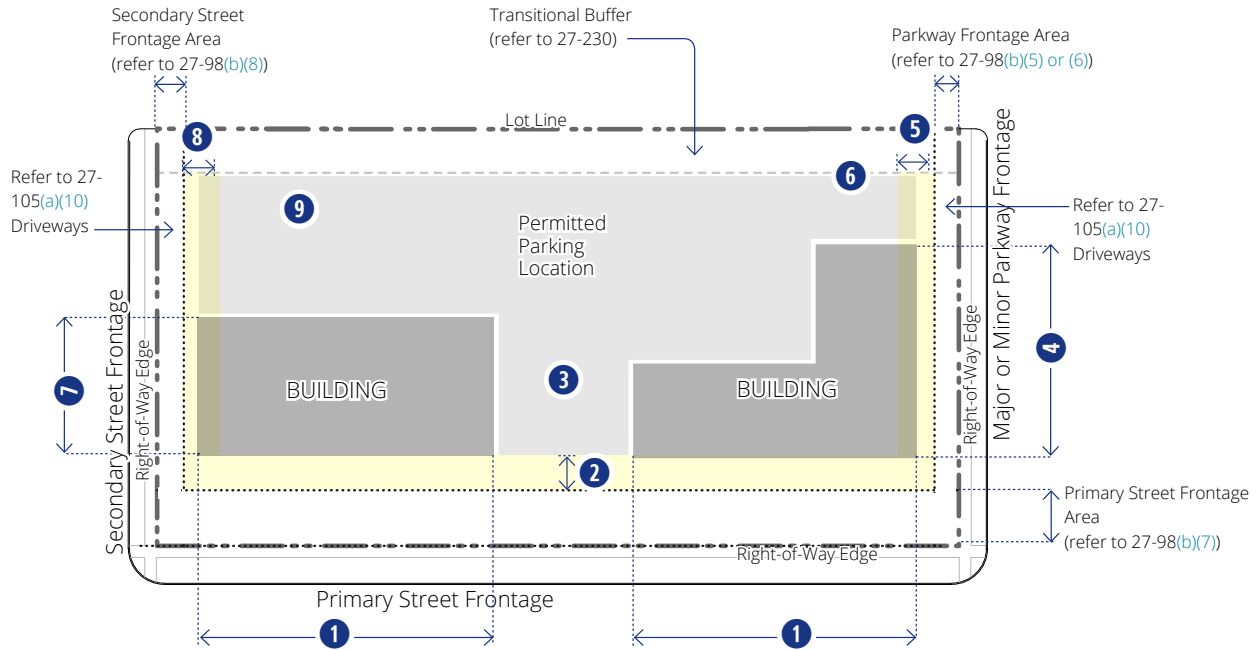 Secondary Street
Frontage Area
(refer to 27-98(b)(8))
Transitional Buffer
(refer to 27-230)
Parkway Frontage Area
(refer to 27-98(b)(5) or (6))
Lot Line
8
5
6
Refer to 27-
105(a)(10)
Driveways
9
Permitted
Parking
Location
Refer to 27-
105(a)(10)
Driveways
Major or Minor Parkway Frontage
Right-of-Way Edge
4
Secondary Street Frontage
Right-of-Way Edge
7
BUILDING
3
BUILDING
2
Primary Street Frontage
Area
(refer to 27-98(b)(7))
Right-of-Way Edge
Primary Street Frontage
1
1